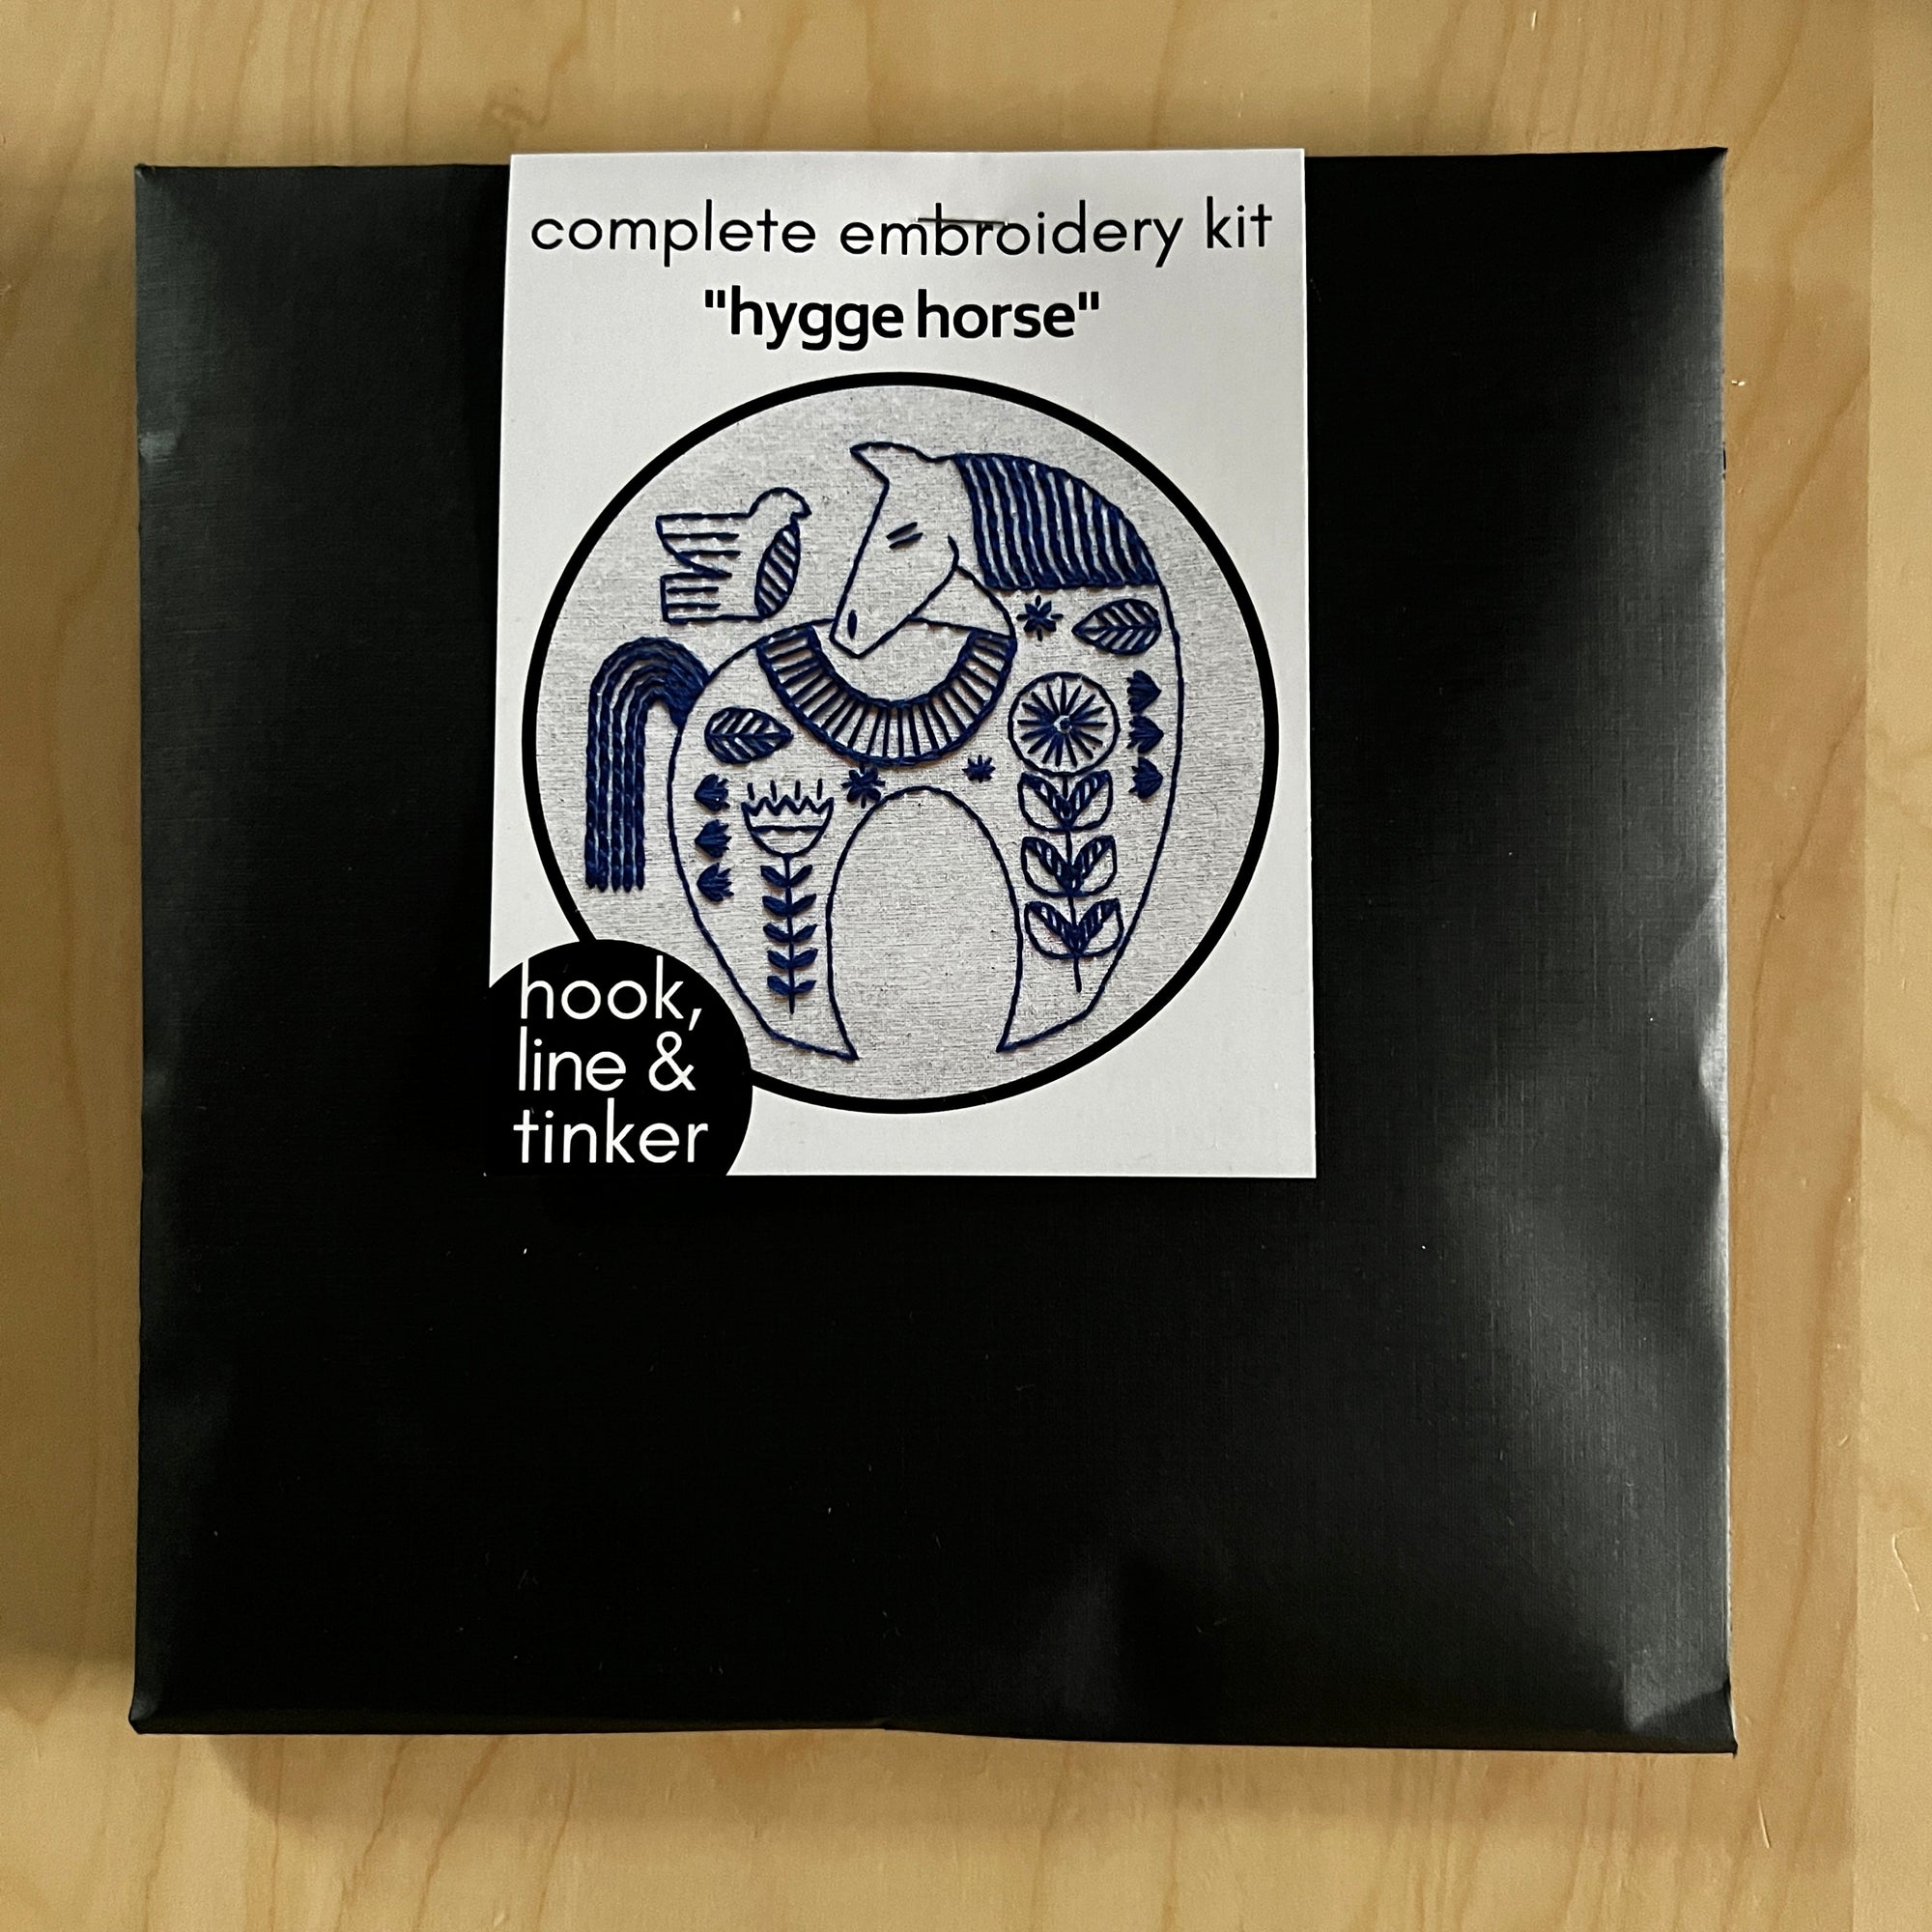 complete embroidery kit
"hygge horse"
hook,
line &
tinker